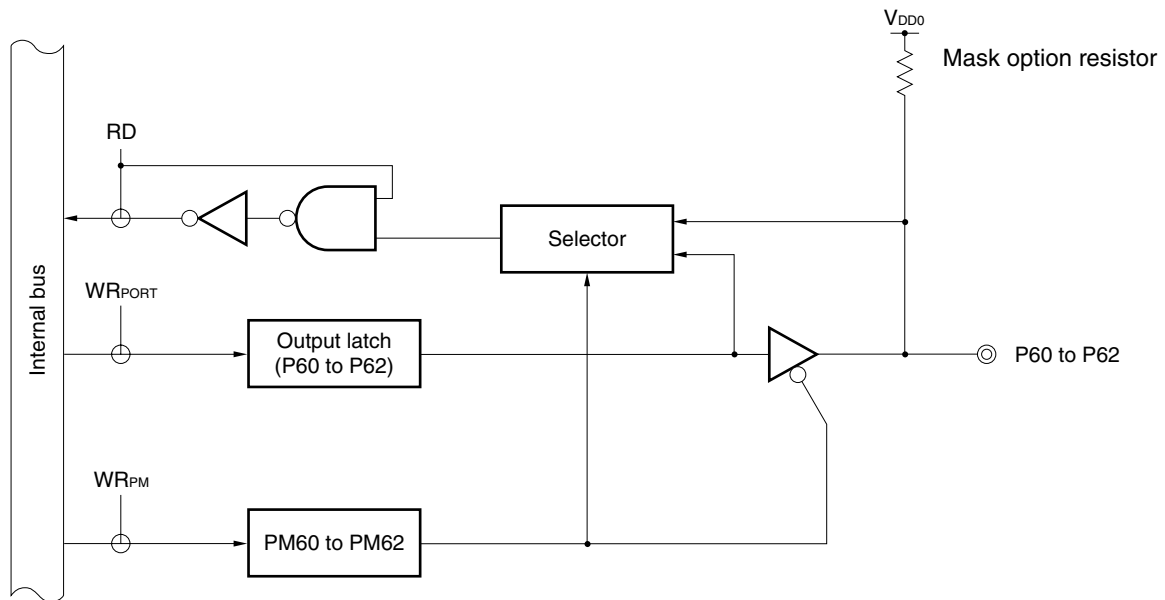 VDD0
Mask option resistor
RD
Selector
Internal bus
WRPORT
Output latch
(P60 to P62)
P60 to P62
WRPM
PM60 to PM62